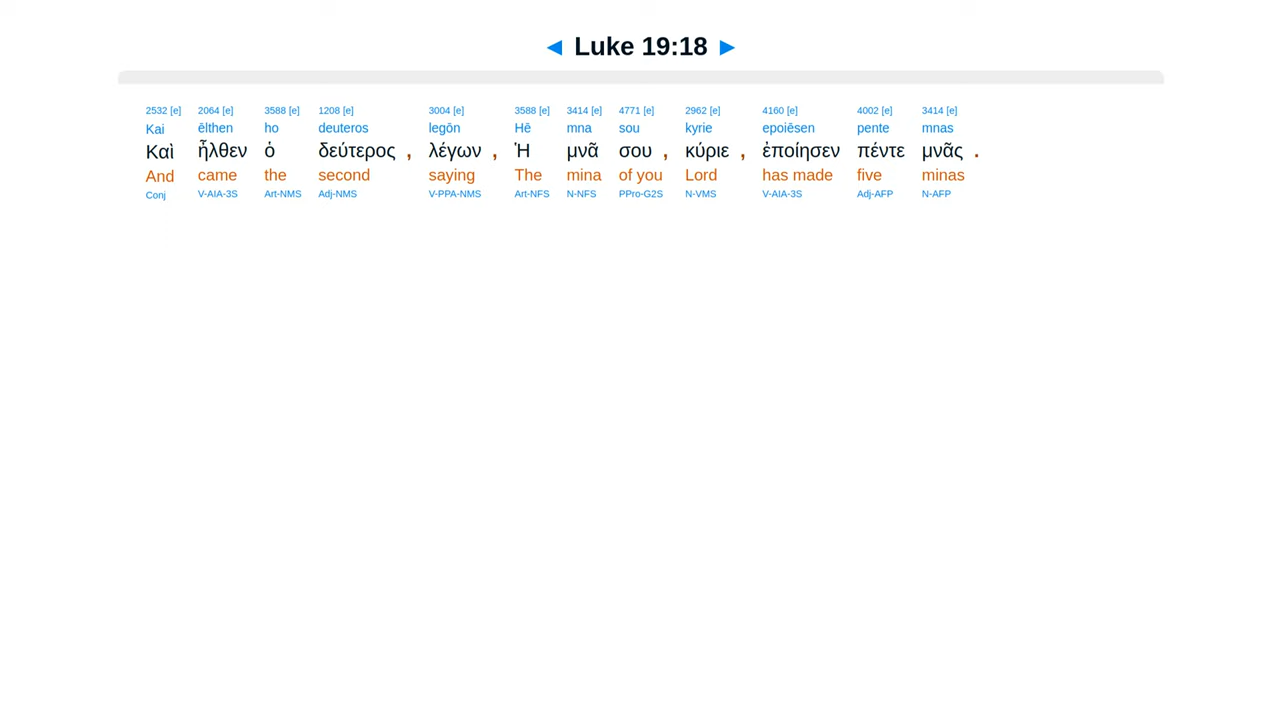 ◄ Luke 19:18 ►
2532 [e] 2064 [e] 3588 [e] 1208 [e] 3004 [e] 3588 [e] 3414 [e] 4771 [e] 2962 [e] 4160 [e] 4002 [e] 3414 [e]
Kai ēlthen ho deuteros legōn Hē mna sou kyrie epoiēsen pente mnas
Καὶ ἦλθεν ὁ δεύτερος , λέγων , Ἡ μνᾶ σου , κύριε , ἐποίησεν πέντε μνᾶς .
And came the second saying The mina of you Lord has made five minas
Conj V-AIA-3S Art-NMS Adj-NMS V-PPA-NMS Art-NFS N-NFS PPro-G2S N-VMS V-AIA-3S Adj-AFP N-AFP